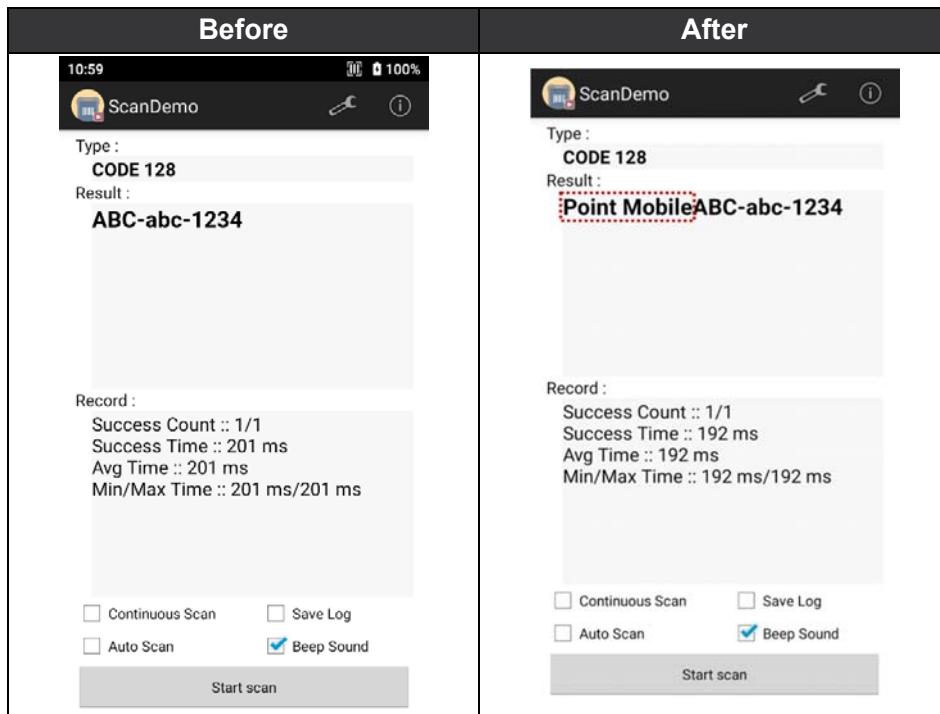 Before
After
10:59
100%
ScanDemo
Type :
CODE 128
Result :
ABC-abc-1234
Record :
Success Count :: 1/1
Success Time :: 201 ms
Avg Time :: 201 ms
Min/Max Time :: 201 ms/201 ms
Continuous Scan
Save Log
Auto Scan
Beep Sound
Start scan
ScanDemo
Type :
CODE 128
Result :
Point MobileABC-abc-1234
Record :
Success Count :: 1/1
Success Time :: 192 ms
Avg Time :: 192 ms
Min/Max Time :: 192 ms/192 ms
Continuous Scan
Save Log
Auto Scan
Beep Sound
Start scan